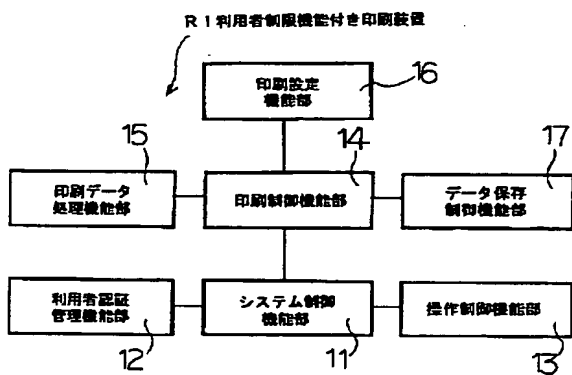 R1利用者制限機能付き印刷装置
印刷設定
機能部
16
15
14
17
印刷データ
処理機能部
印刷制御機能部
データ保存
制御機能部
利用者認証
管理機能部
システム制御
機能部
操作制御機能部
12
11
13